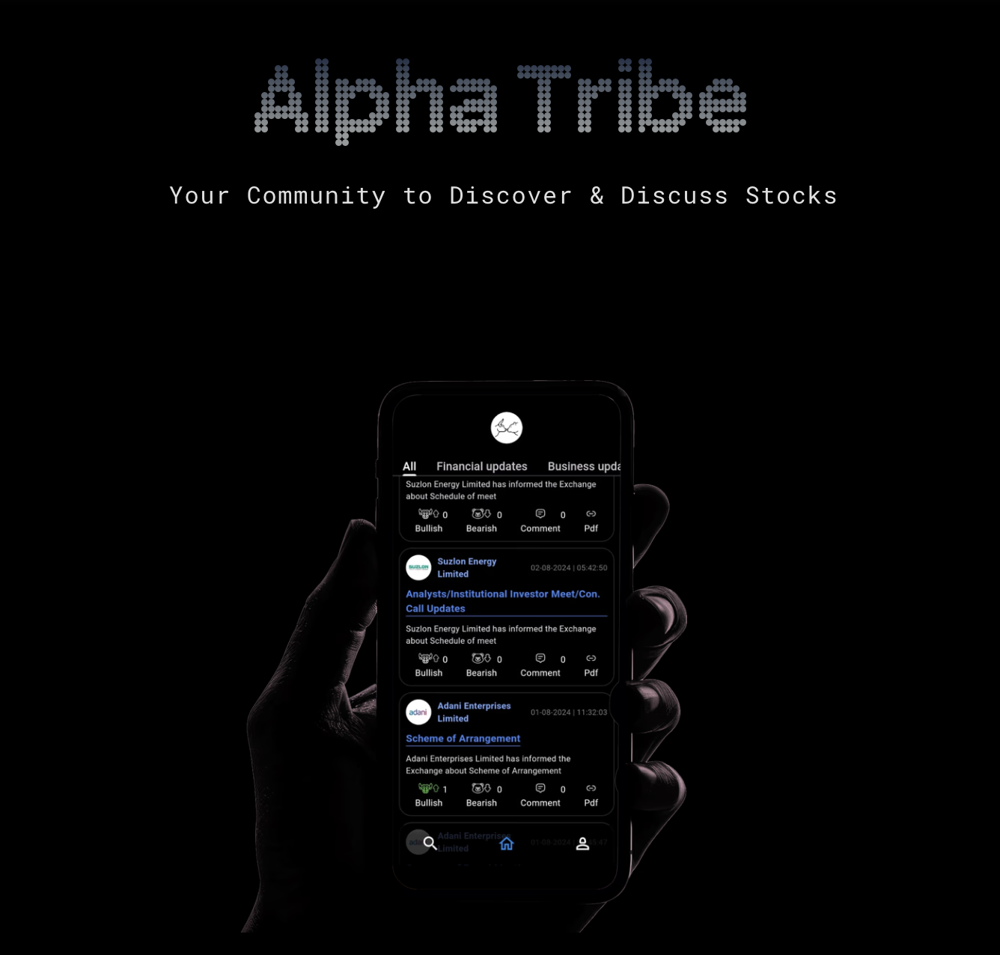 Alpha Tribe
Your Community to Discover & Discuss Stocks
All Financial updates Business upda
Suzlon Energy Limited has informed the Exchange
about Schedule of meet
0 0 0
Bullish Bearish Comment Pdf
SUZLON
Suzlon Energy
Limited
02-08-2024 | 05:42:50
Analysts/Institutional Investor Meet/Con.
Call Updates
Suzlon Energy Limited has informed the Exchange
about Schedule of meet
0 0 0
Bullish Bearish Comment Pdf
adani
Adani Enterprises
Limited
01-08-2024 | 11:32:03
Scheme of Arrangement
Adani Enterprises Limited has informed the
Exchange about Scheme of Arrangement
1 0 0
Bullish Bearish Comment Pdf
Adani Enterprises
Limited
01-08-2024 |